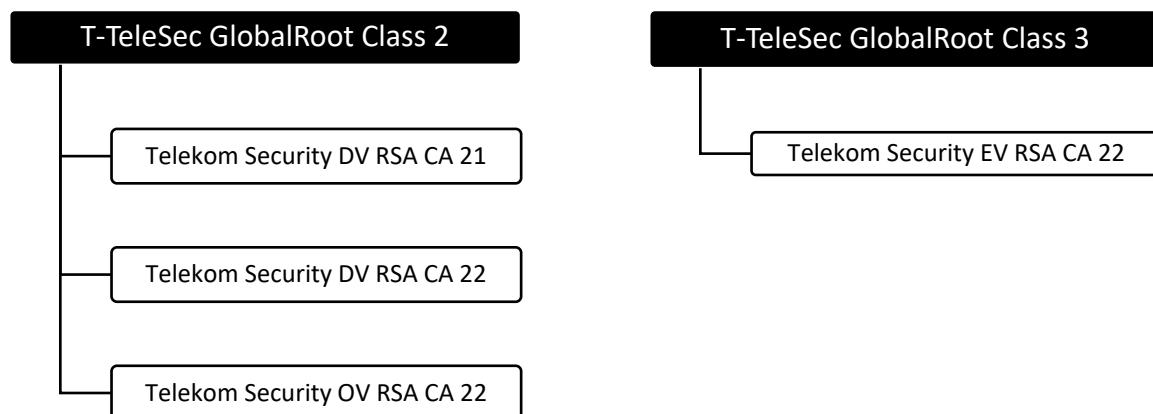 T-TeleSec GlobalRoot Class 2
Telekom Security DV RSA CA 21
Telekom Security DV RSA CA 22
Telekom Security OV RSA CA 22
T-TeleSec GlobalRoot Class 3
Telekom Security EV RSA CA 22